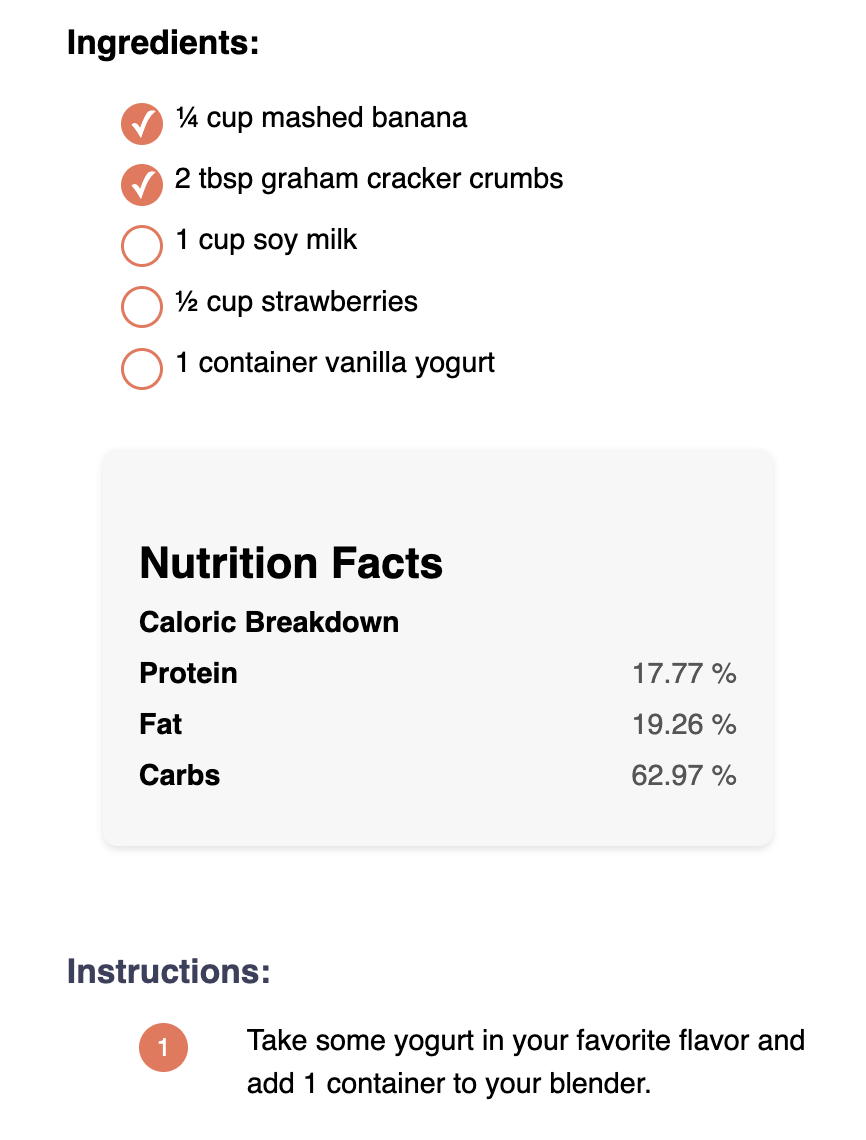 Ingredients:
¼ cup mashed banana
2 tbsp graham cracker crumbs
1 cup soy milk
½ cup strawberries
1 container vanilla yogurt
Nutrition Facts
Caloric Breakdown
Protein 17.77 %
Fat 19.26 %
Carbs 62.97 %
Instructions:
1 Take some yogurt in your favorite flavor and
add 1 container to your blender.